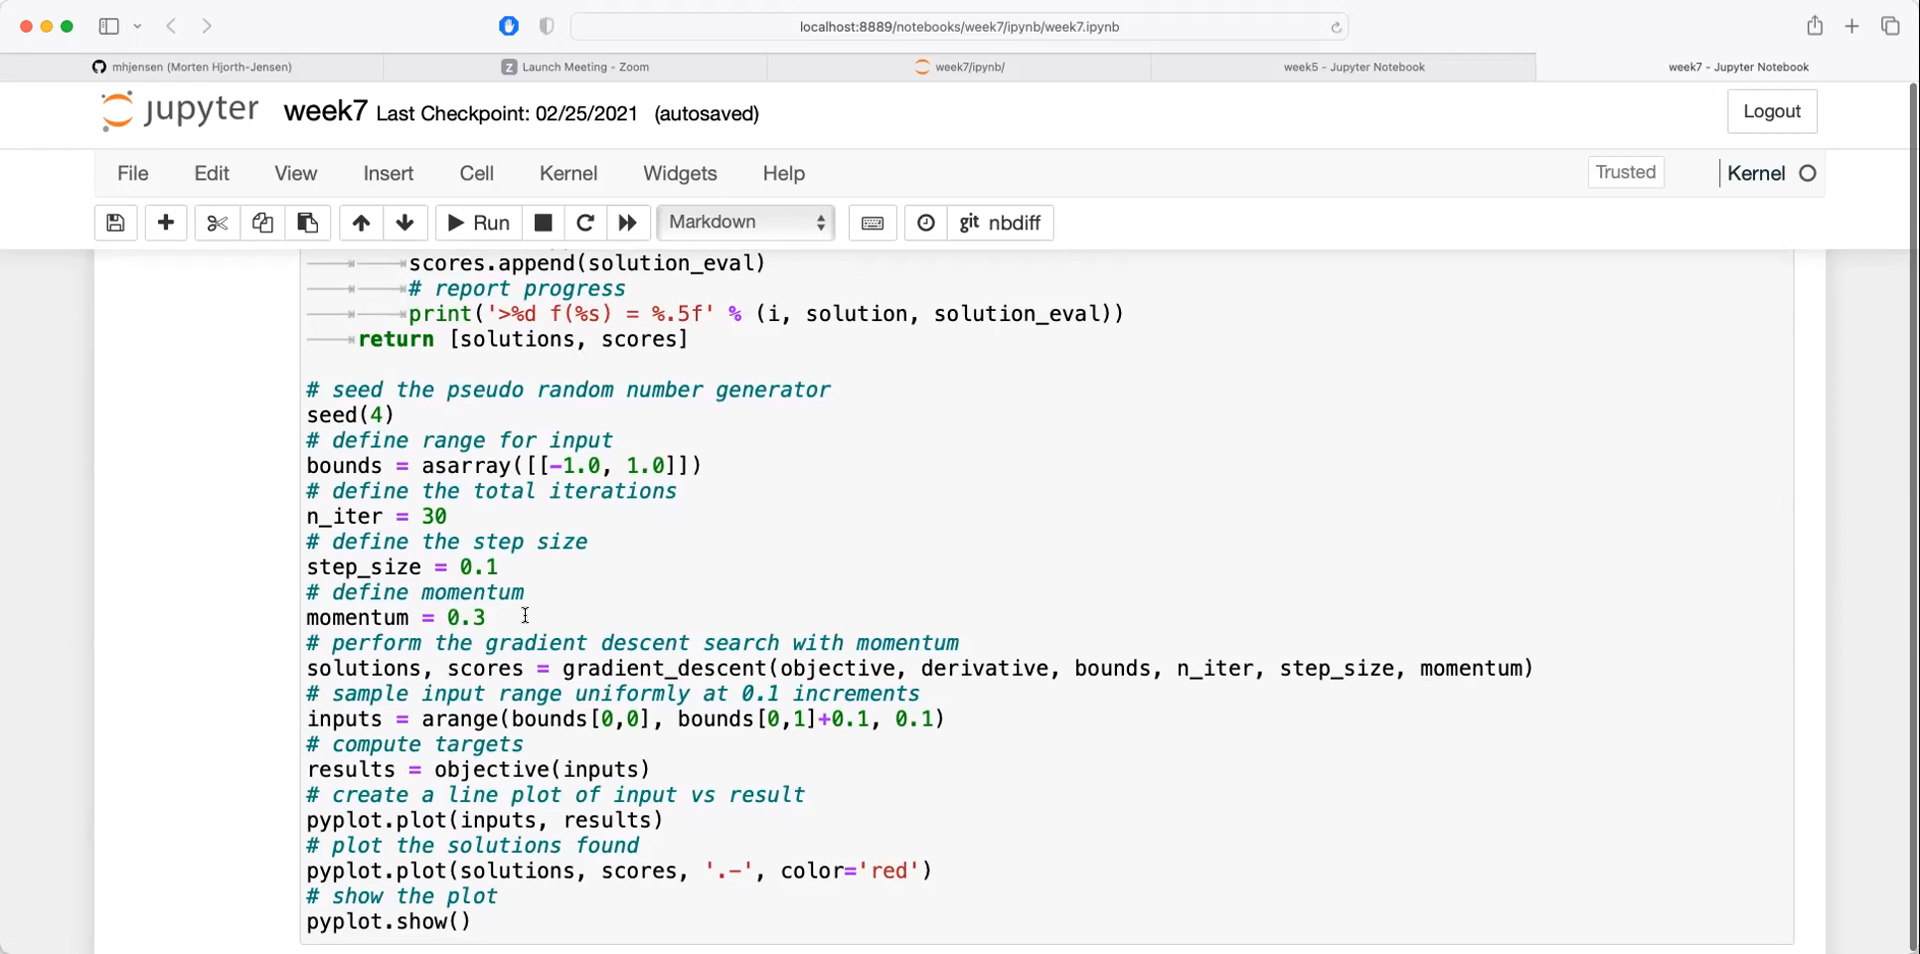 localhost:8889/notebooks/week7/ipynb/week7.ipynb
mhjensen (Morten Hjorth-Jensen)
Z Launch Meeting - Zoom
week7/ipynb/
week5 - Jupyter Notebook
week7 - Jupyter Notebook
jupyter week7 Last Checkpoint: 02/25/2021 (autosaved)
Logout
File Edit View Insert Cell Kernel Widgets Help
Trusted
Kernel
Run
Markdown
git nbdiff
scores.append(solution_eval)
# report progress
print('>%d f(%s) = %.5f' % (i, solution, solution_eval))
return [solutions, scores]
# seed the pseudo random number generator
seed(4)
# define range for input
bounds = asarray([[-1.0, 1.0]])
# define the total iterations
n_iter = 30
# define the step size
step_size = 0.1
# define momentum
momentum = 0.3
# perform the gradient descent search with momentum
solutions, scores = gradient_descent(objective, derivative, bounds, n_iter, step_size, momentum)
# sample input range uniformly at 0.1 increments
inputs = arange(bounds[0,0], bounds[0,1]+0.1, 0.1)
# compute targets
results = objective(inputs)
# create a line plot of input vs result
pyplot.plot(inputs, results)
# plot the solutions found
pyplot.plot(solutions, scores, '.-', color='red')
# show the plot
pyplot.show()